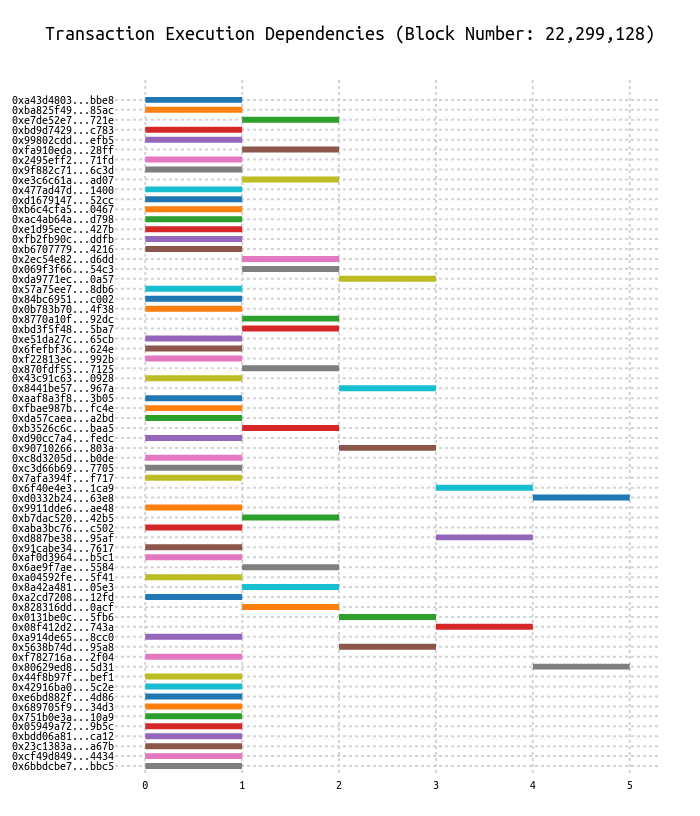 Transaction Execution Dependencies (Block Number: 22,299,128)
0xa43d4803...bbe8
0xba825f49...85ac
0xe7de52e7...721e
0xbd9d7429...c783
0x99802cdd...efb5
0xfa910eda...28ff
0x2495eff2...71fd
0x9f882c71...6c3d
0xe3c6c61a...ad07
0x477ad47d...1400
0xd1679147...52cc
0xb6c4cfa5...0467
0xac4ab64a...d798
0xe1d95ece...427b
0xfb2fb90c...ddfb
0xb6707779...4216
0x2ec54e82...d6dd
0x069f3f66...54c3
0xda9771ec...0a57
0x57a75ee7...8db6
0x84bc6951...c002
0x0b783b70...4f38
0x8770a10f...92dc
0xbd3f5f48...5ba7
0xe51da27c...65cb
0x6fefbf36...624e
0xf22813ec...992b
0x870fdf55...7125
0x43c91c63...0928
0x8441be57...967a
0xaaf8a3f8...3b05
0xfbae987b...fc4e
0xda57caea...a2bd
0xb3526c6c...baa5
0xd90cc7a4...fedc
0x90710266...803a
0xc8d3205d...b0de
0xc3d66b69...7705
0x7afa394f...f717
0x6f40e4e3...1ca9
0xd0332b24...63e8
0x9911dde6...ae48
0xb7dac520...42b5
0xaba3bc76...c502
0xd887be38...95af
0x91cabe34...7617
0xaf0d3964...b5c1
0x6ae9f7ae...5584
0xa04592fe...5f41
0x8a42a481...05e3
0xa2cd7208...12fd
0x828316dd...0acf
0x0131be0c...5fb6
0x08f412d2...743a
0xa914de65...8cc0
0x5638b74d...95a8
0xf782716a...2f04
0x80629ed8...5d31
0x44f8b97f...bef1
0x42916ba0...5c2e
0xe6bd882f...4d86
0x689705f9...34d3
0x751b0e3a...10a9
0x05949a72...9b5c
0xbdd06a81...ca12
0x23c1383a...a67b
0xcf49d849...4434
0x6bbdcbe7...bbc5
0 1 2 3 4 5